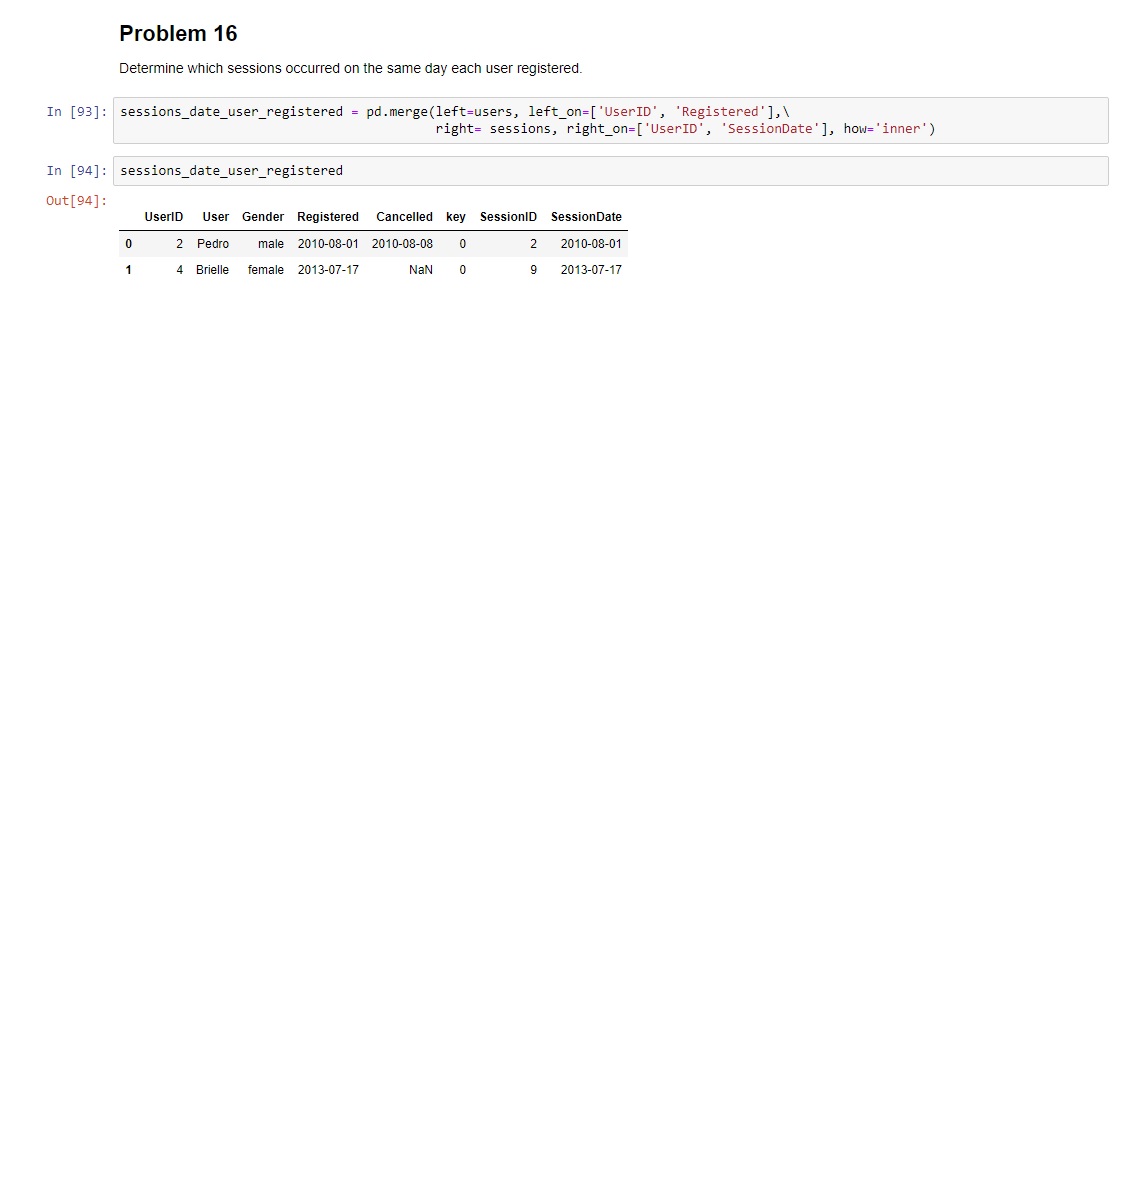 Problem 16
Determine which sessions occurred on the same day each user registered.
In [93]: sessions_date_user_registered = pd.merge(left=users, left_on=['UserID', 'Registered'],\
right= sessions, right_on=['UserID', 'SessionDate'], how='inner')
In [94]: sessions_date_user_registered
Out[94]:
UserID User Gender Registered Cancelled key SessionID SessionDate
0 2 Pedro male 2010-08-01 2010-08-08 0 2 2010-08-01
1 4 Brielle female 2013-07-17 NaN 0 9 2013-07-17